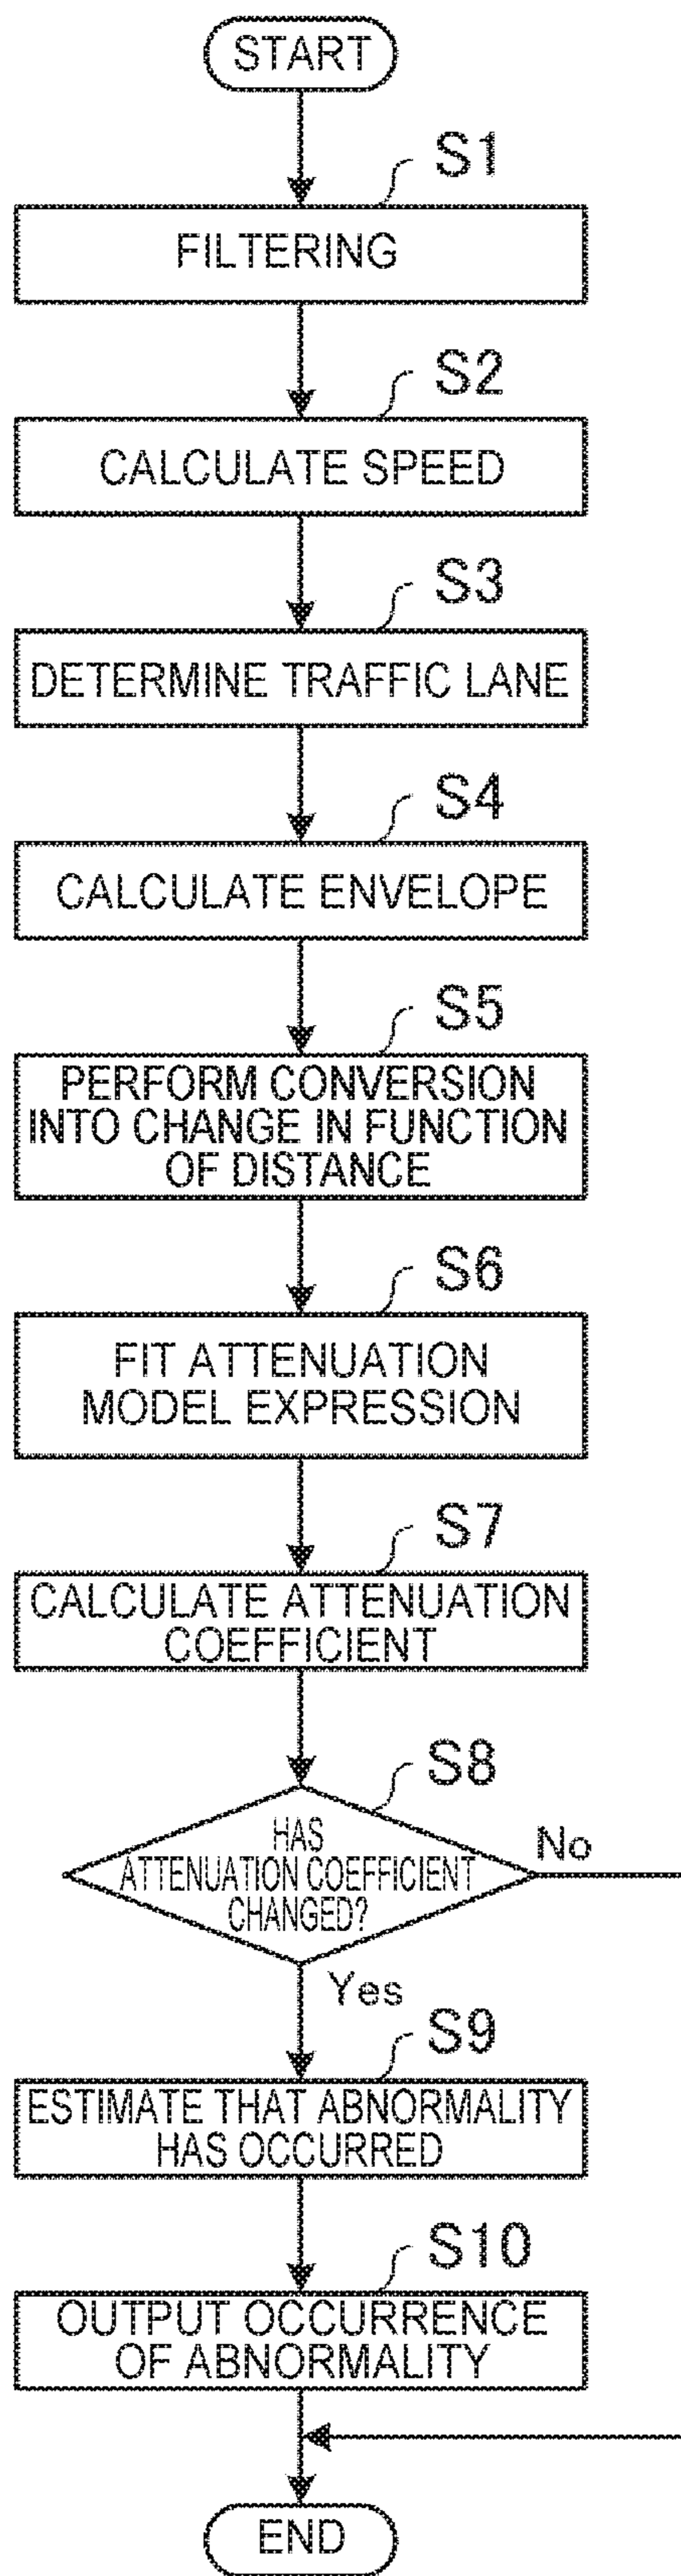 START
S1
FILTERING
S2
CALCULATE SPEED
S3
DETERMINE TRAFFIC LANE
S4
CALCULATE ENVELOPE
S5
PERFORM CONVERSION
INTO CHANGE IN FUNCTION
OF DISTANCE
S6
FIT ATTENUATION
MODEL EXPRESSION
S7
CALCULATE ATTENUATION
COEFFICIENT
S8
HAS
ATTENUATION COEFFICIENT
CHANGED?
No
Yes
S9
ESTIMATE THAT ABNORMALITY
HAS OCCURRED
S10
OUTPUT OCCURRENCE
OF ABNORMALITY
END